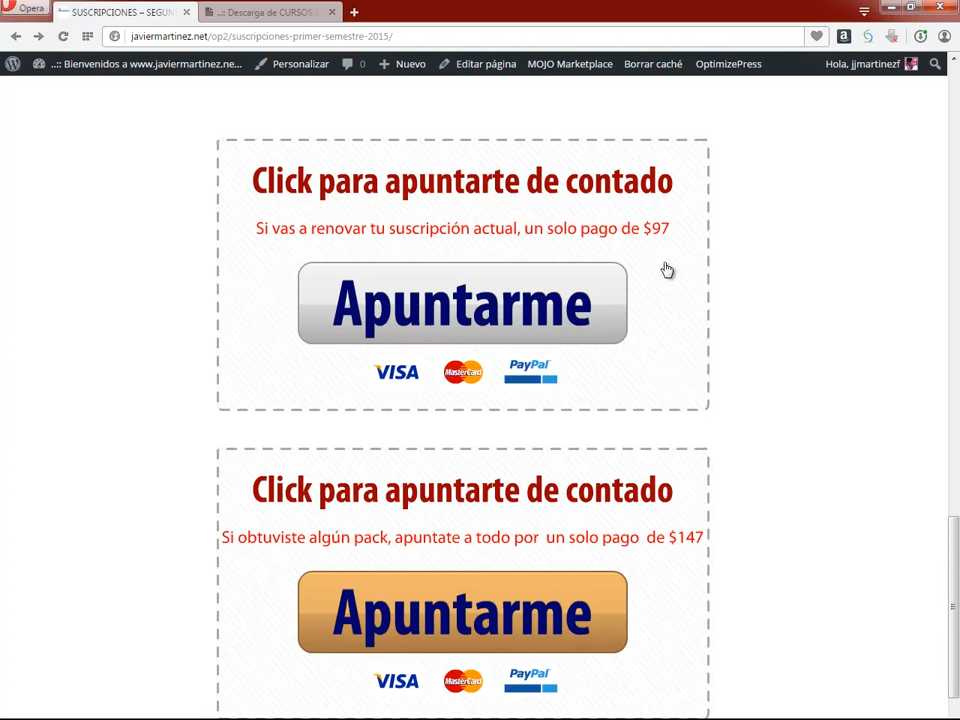 Opera
SUSCRIPCIONES – SEGUN
..:: Descarga de CURSOS
javiermartinez.net/op2/suscripciones-primer-semestre-2015/
..:: Bienvenidos a www.javiermartinez.ne...
Personalizar
0
Nuevo
Editar página
MOJO Marketplace
Borrar caché
OptimizePress
Hola, jjmartinezf
Click para apuntarte de contado
Si vas a renovar tu suscripción actual, un solo pago de $97
Apuntarme
VISA MasterCard PayPal
Click para apuntarte de contado
Si obtuviste algún pack, apuntate a todo por un solo pago de $147
Apuntarme
VISA MasterCard PayPal